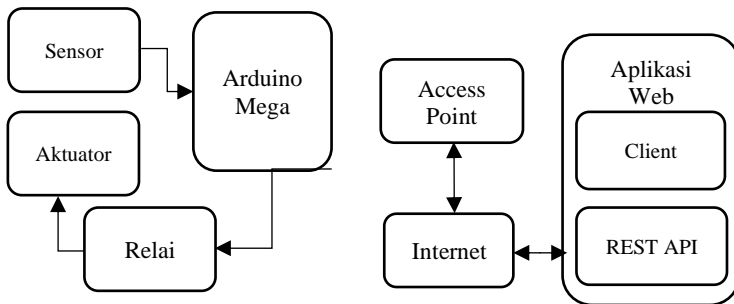 Sensor
Arduino
Mega
Aktuator
Relai
Access
Point
Internet
Aplikasi
Web
Client
REST API